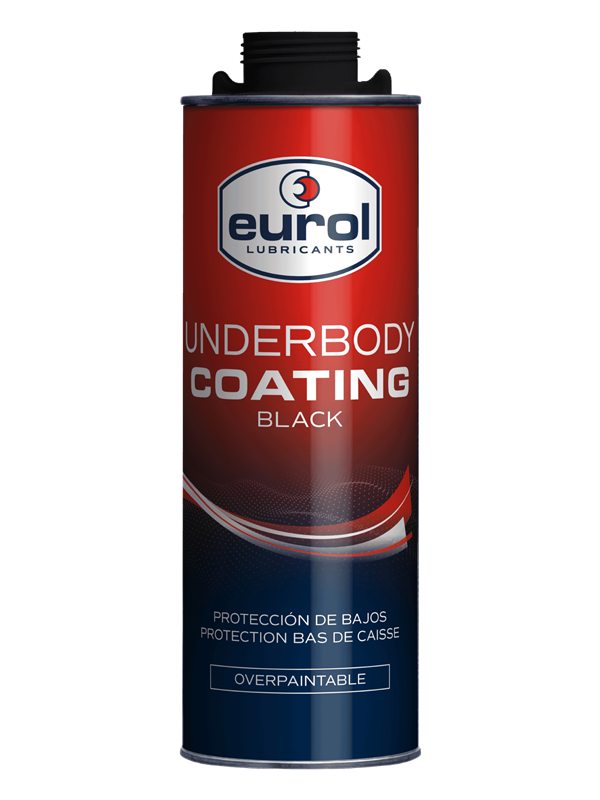 eurol
LUBRICANTS
UNDERBODY
COATING
BLACK
PROTECCIÓN DE BAJOS
PROTECTION BAS DE CAISSE
OVERPAINTABLE